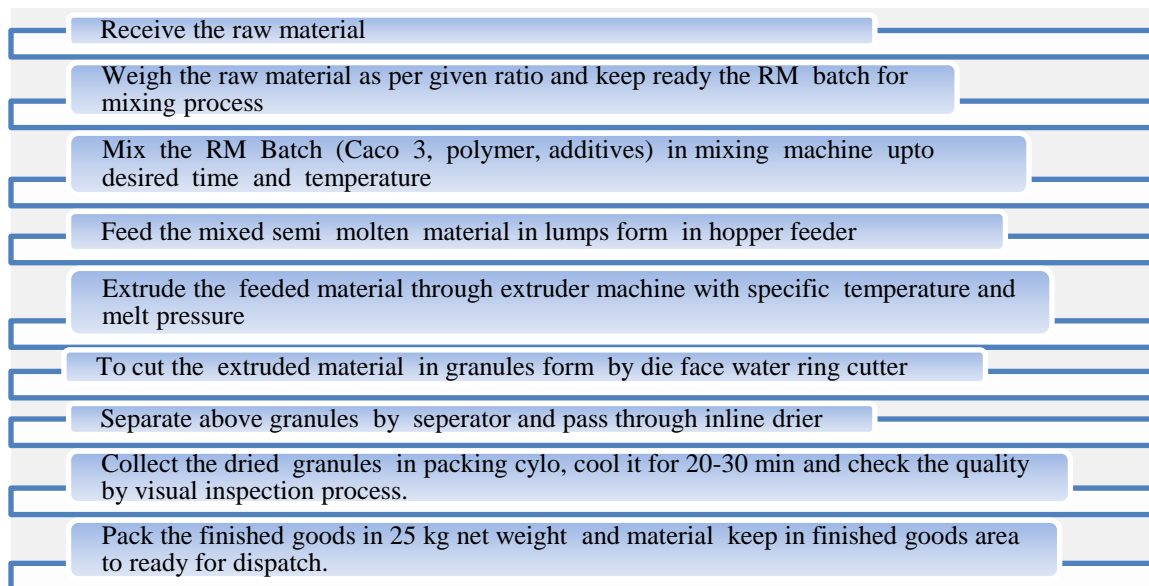 Receive the raw material
Weigh the raw material as per given ratio and keep ready the RM batch for
mixing process
Mix the RM Batch (Caco 3, polymer, additives) in mixing machine upto
desired time and temperature
Feed the mixed semi molten material in lumps form in hopper feeder
Extrude the feeded material through extruder machine with specific temperature and
melt pressure
To cut the extruded material in granules form by die face water ring cutter
Separate above granules by seperator and pass through inline drier
Collect the dried granules in packing cylo, cool it for 20-30 min and check the quality
by visual inspection process.
Pack the finished goods in 25 kg net weight and material keep in finished goods area
to ready for dispatch.